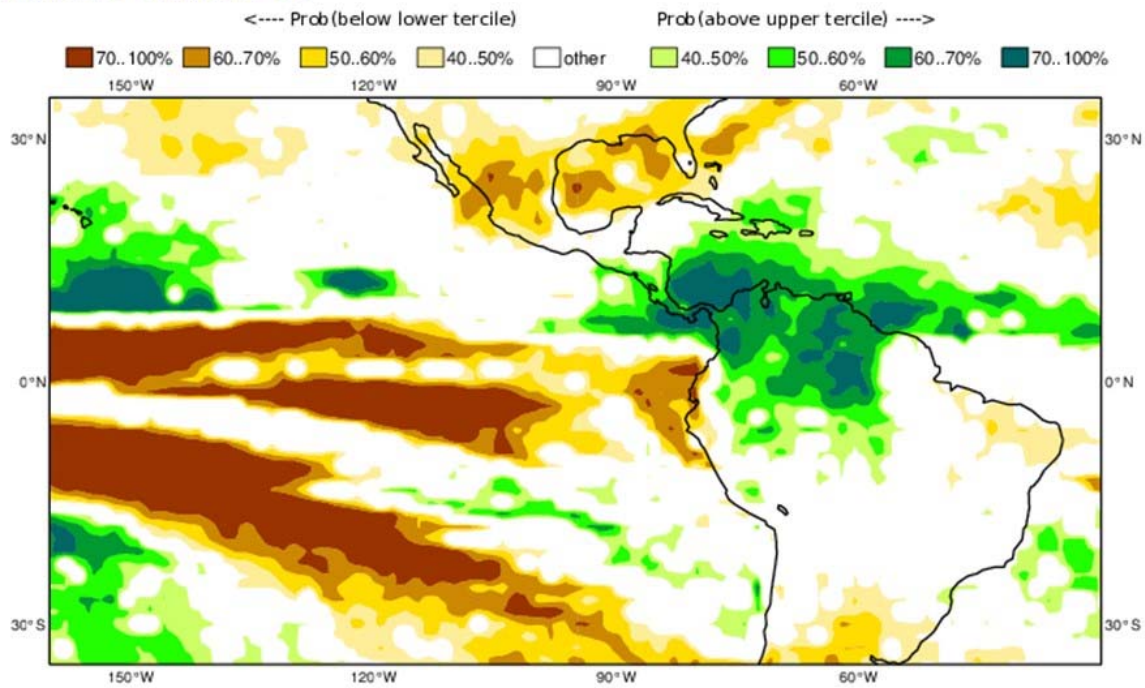 <---- Prob(below lower tercile) Prob(above upper tercile) ---->
70..100% 60..70% 50..60% 40..50% other 40..50% 50..60% 60..70% 70..100%
150°W 120°W 90°W 60°W
30°N 30°N
0°N 0°N
30°S 30°S
150°W 120°W 90°W 60°W